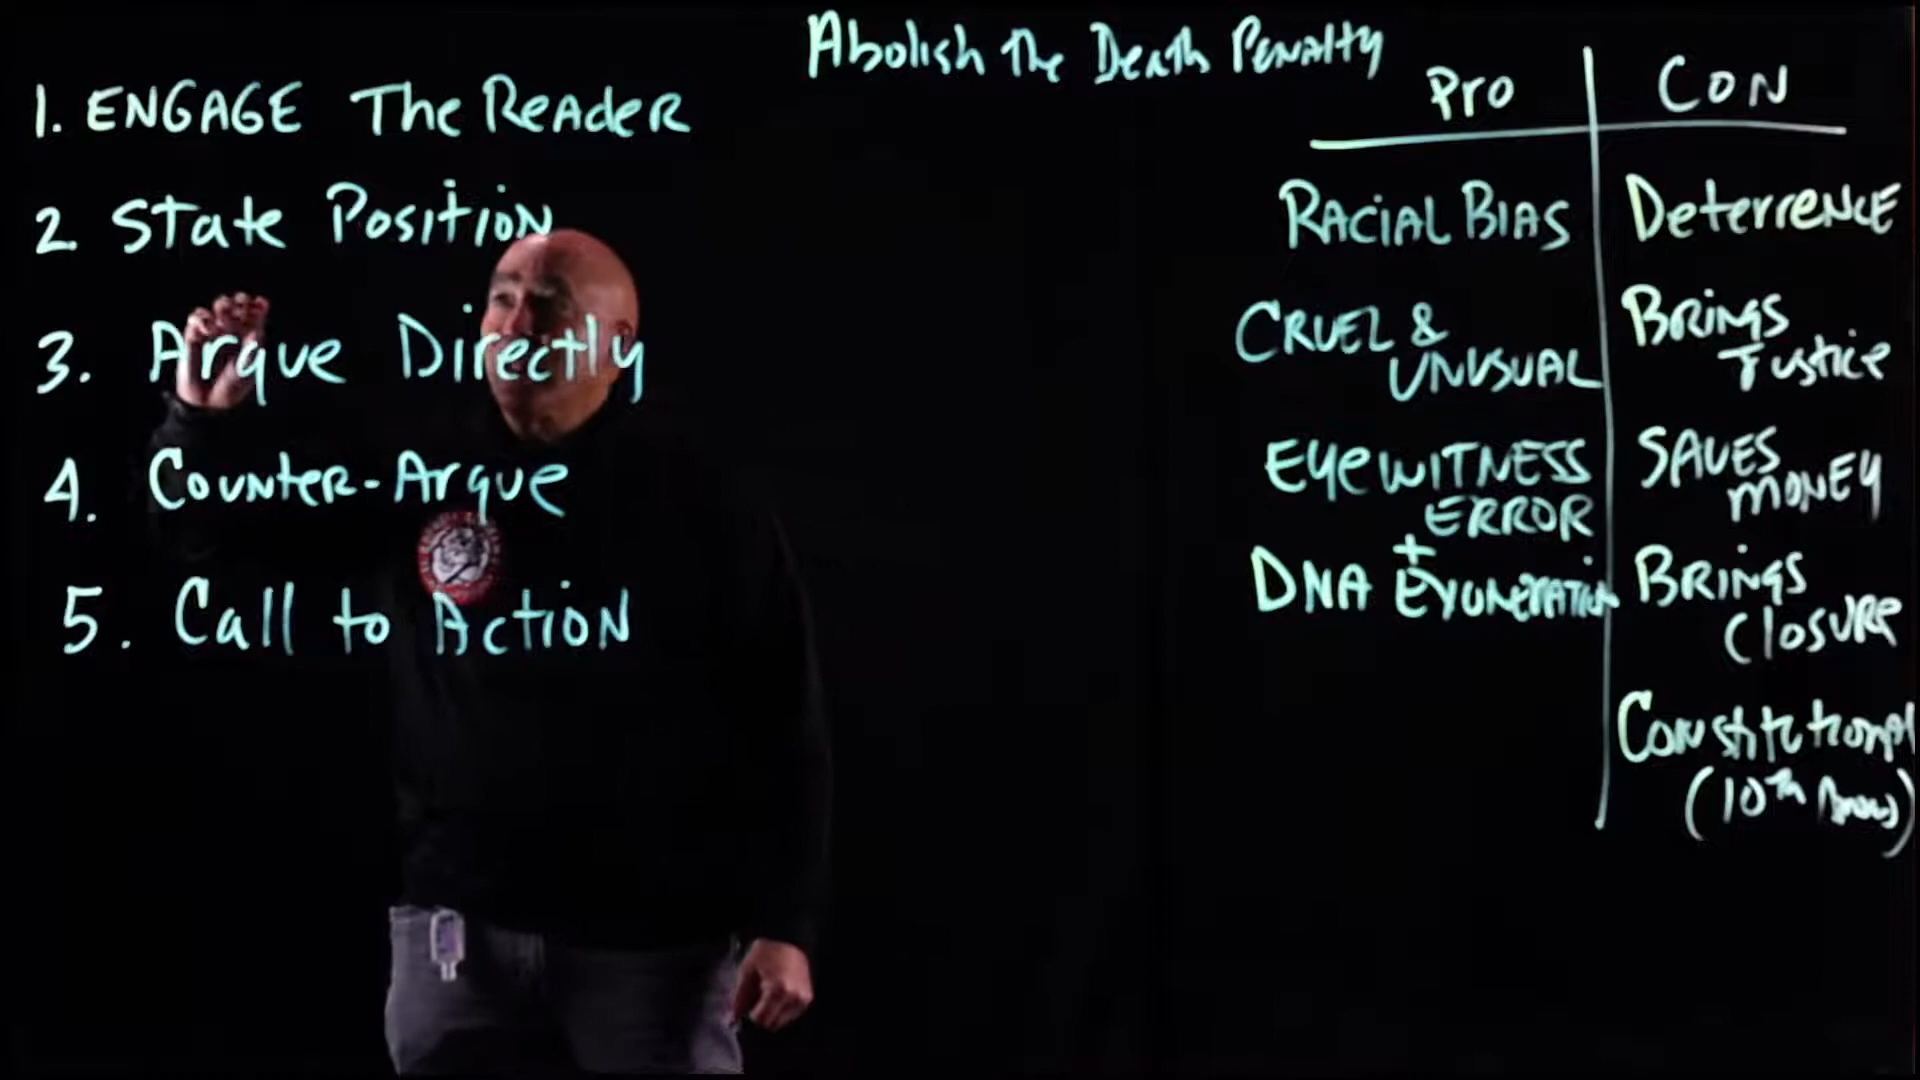 Abolish The Death Penalty
1. ENGAGE The Reader
2 State Position
3. Argue Directly
4. Counter-Argue
5. Call to Action
Pro
RACIAL BIAS
CRUEL &
UNUSUAL
EYEWITNESS
ERROR
+
DNA Exoneration
CON
Deterrence
Brings
Justice
SAVES
MONEY
BRINGS
Closure
Constitutional
(10th